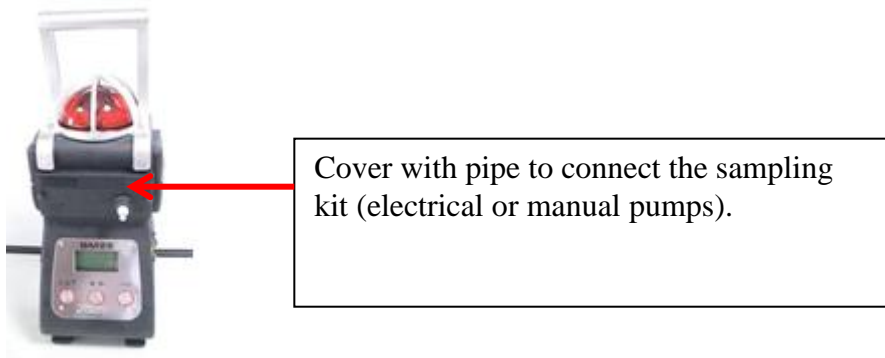 Cover with pipe to connect the sampling
kit (electrical or manual pumps).